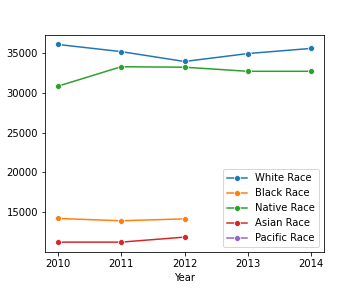 35000
30000
25000
20000
15000
2010 2011 2012 2013 2014
Year
White Race
Black Race
Native Race
Asian Race
Pacific Race